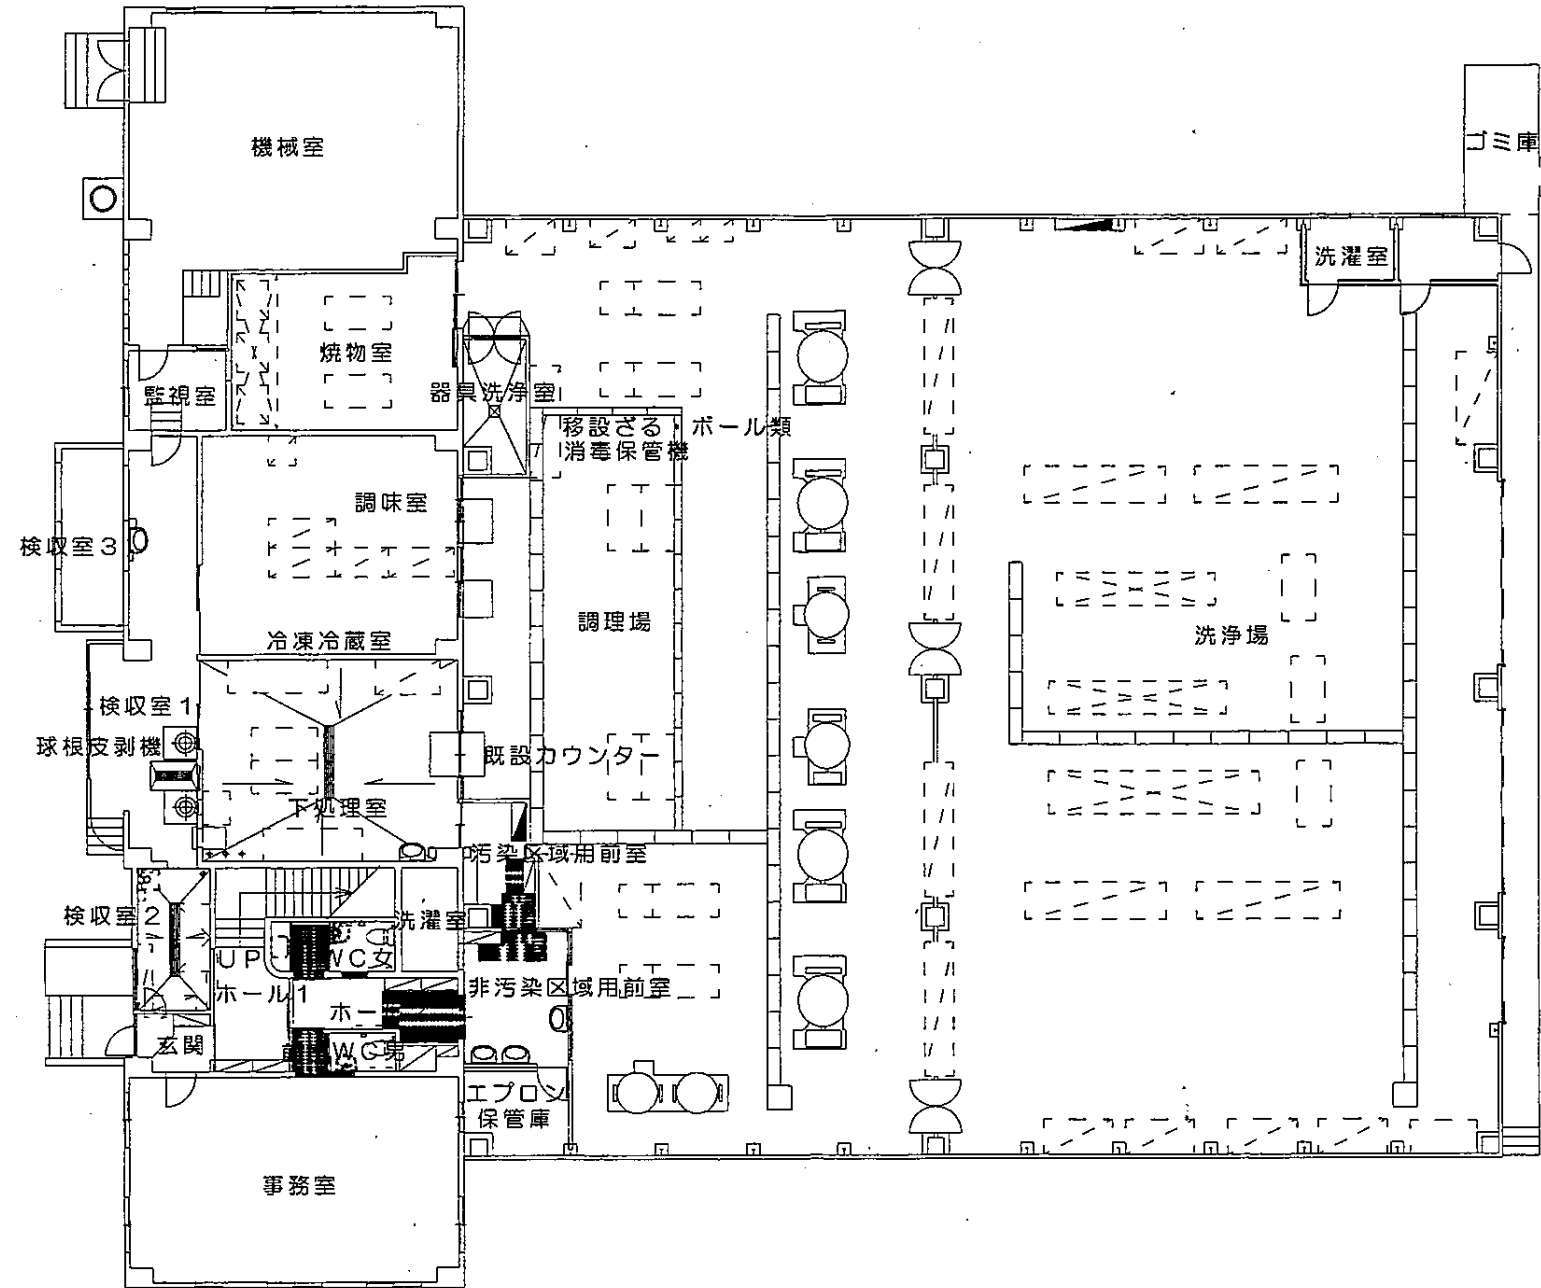 機械室
ゴミ庫
洗濯室
焼物室
監視室
器具洗浄室
移設ざる・ボール類
消毒保管機
調味室
検収室3
調理場
洗浄場
冷凍冷蔵室
検収室1
球根皮剥機
既設カウンター
下処理室
汚染区域用前室
検収室2
洗濯室
UP
WC女
ホール1
非汚染区域用前室
ホー
玄関
WC男
エプロン
保管庫
事務室